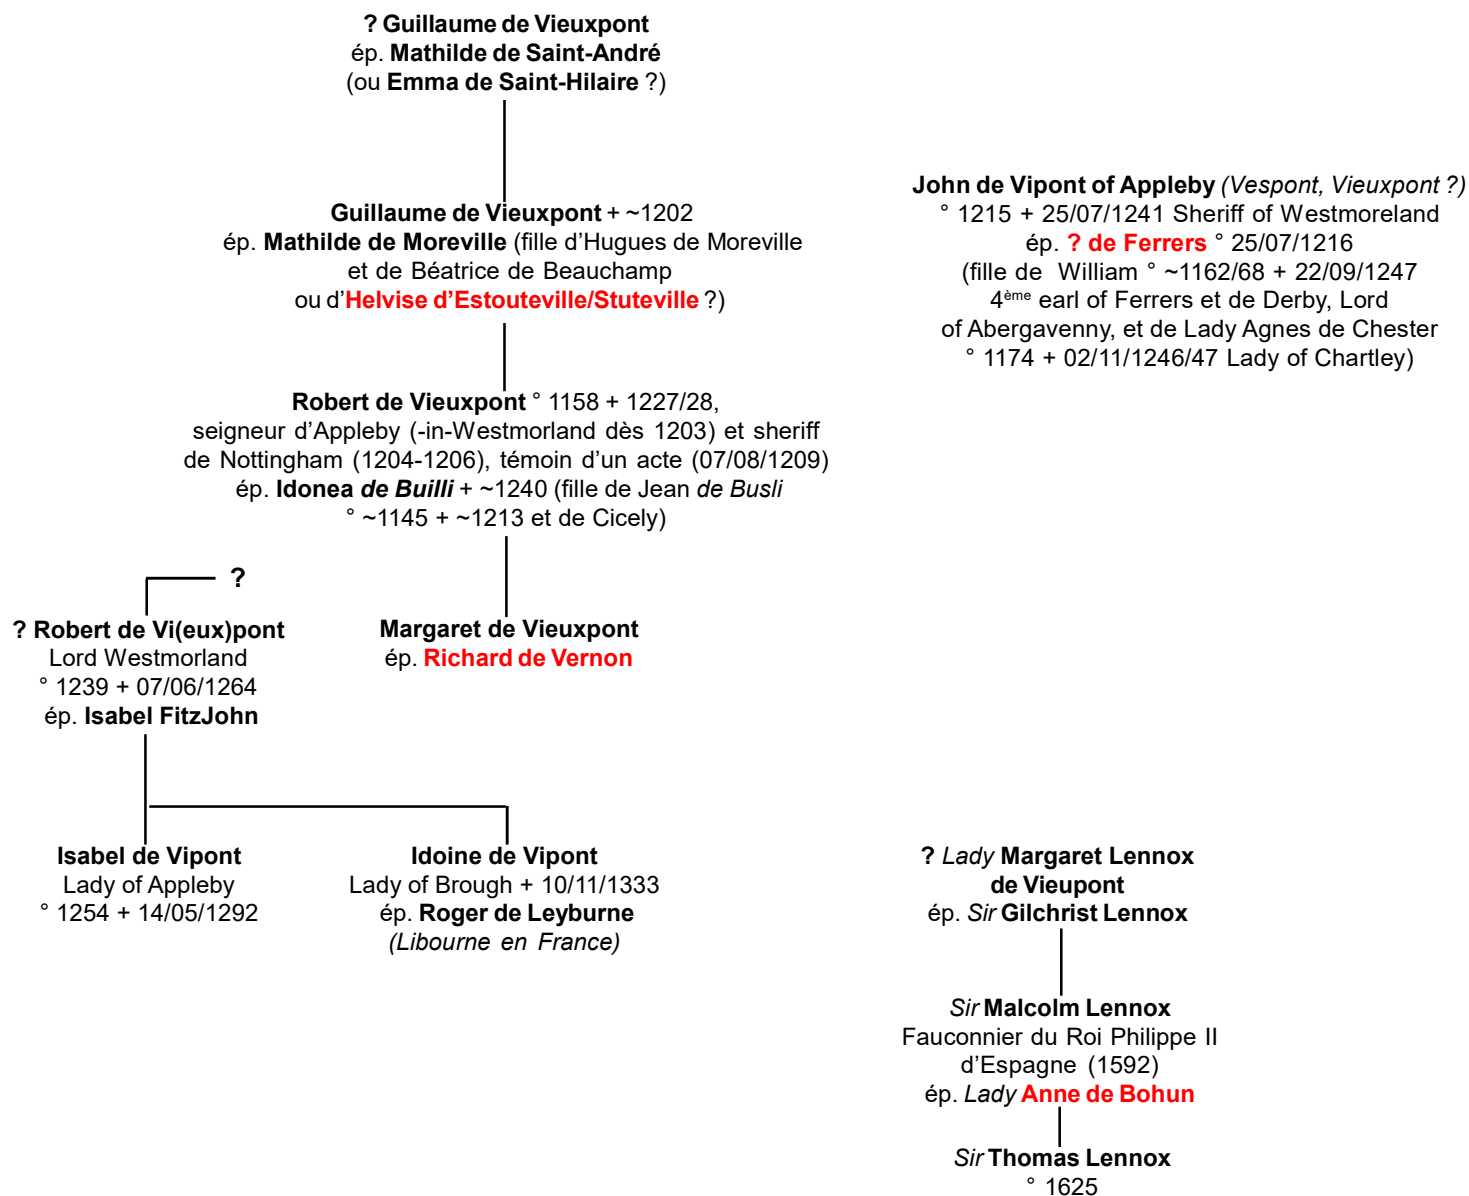 ? Guillaume de Vieuxpont
ép. Mathilde de Saint-André
(ou Emma de Saint-Hilaire ?)
Guillaume de Vieuxpont + ~1202
ép. Mathilde de Moreville (fille d'Hugues de Moreville
et de Béatrice de Beauchamp
ou d'Helvise d'Estouteville/Stuteville ?)
John de Vipont of Appleby (Vespont, Vieuxpont ?)
° 1215 + 25/07/1241 Sheriff of Westmoreland
ép. ? de Ferrers ° 25/07/1216
(fille de William ° ~1162/68 + 22/09/1247
4ème earl of Ferrers et de Derby, Lord
of Abergavenny, et de Lady Agnes de Chester
° 1174 + 02/11/1246/47 Lady of Chartley)
Robert de Vieuxpont ° 1158 + 1227/28,
seigneur d'Appleby (-in-Westmorland dès 1203) et sheriff
de Nottingham (1204-1206), témoin d'un acte (07/08/1209)
ép. Idonea de Builli + ~1240 (fille de Jean de Busli
° ~1145 + ~1213 et de Cicely)
?
? Robert de Vi(eux)pont
Lord Westmorland
° 1239 + 07/06/1264
ép. Isabel FitzJohn
Margaret de Vieuxpont
ép. Richard de Vernon
Isabel de Vipont
Lady of Appleby
° 1254 + 14/05/1292
Idoine de Vipont
Lady of Brough + 10/11/1333
ép. Roger de Leyburne
(Libourne en France)
? Lady Margaret Lennox
de Vieupont
ép. Sir Gilchrist Lennox
Sir Malcolm Lennox
Fauconnier du Roi Philippe II
d'Espagne (1592)
ép. Lady Anne de Bohun
Sir Thomas Lennox
° 1625